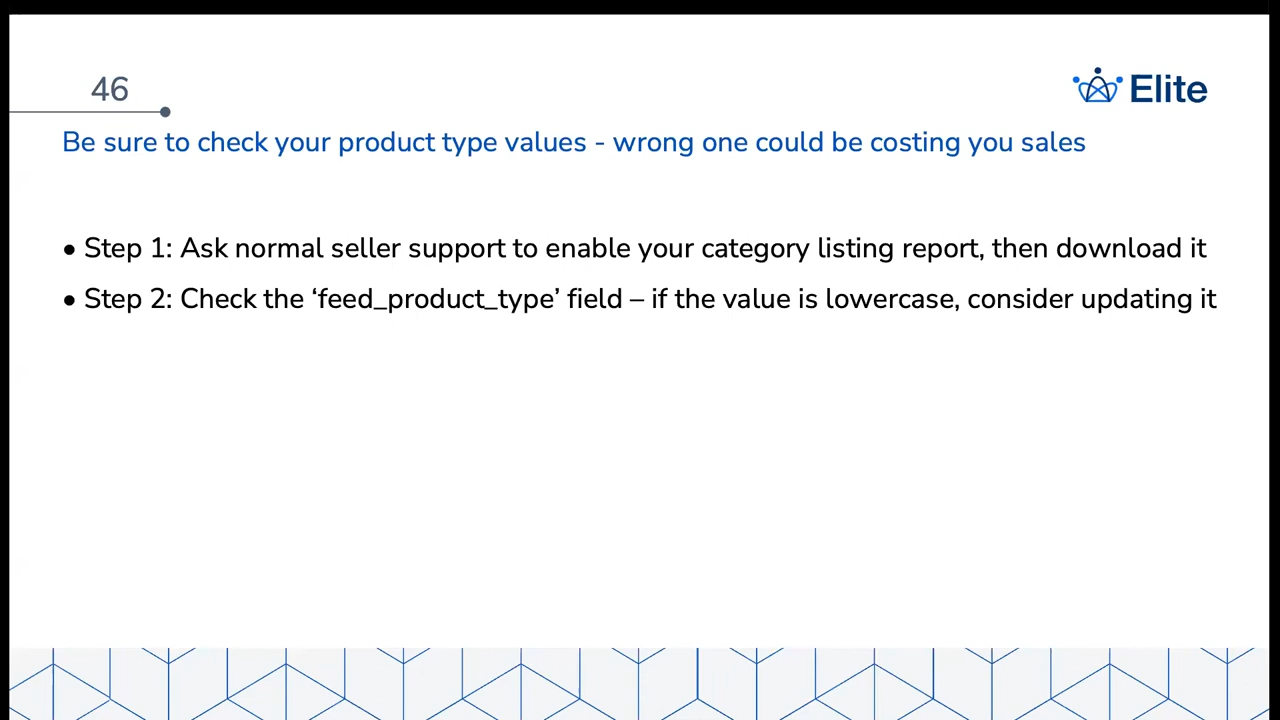 46
Elite
Be sure to check your product type values - wrong one could be costing you sales
• Step 1: Ask normal seller support to enable your category listing report, then download it
• Step 2: Check the ‘feed_product_type’ field – if the value is lowercase, consider updating it